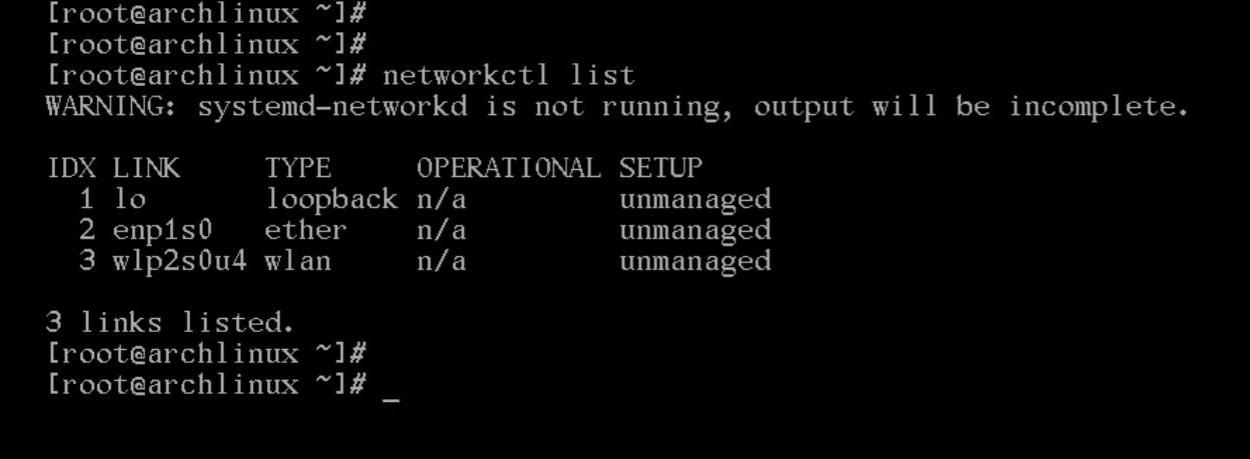 [root@archlinux ~]#
[root@archlinux ~]#
[root@archlinux ~]# networkctl list
WARNING: systemd-networkd is not running, output will be incomplete.
IDX LINK TYPE OPERATIONAL SETUP
1 lo loopback n/a unmanaged
2 enp1s0 ether n/a unmanaged
3 wlp2s0u4 wlan n/a unmanaged
3 links listed.
[root@archlinux ~]#
[root@archlinux ~]# _